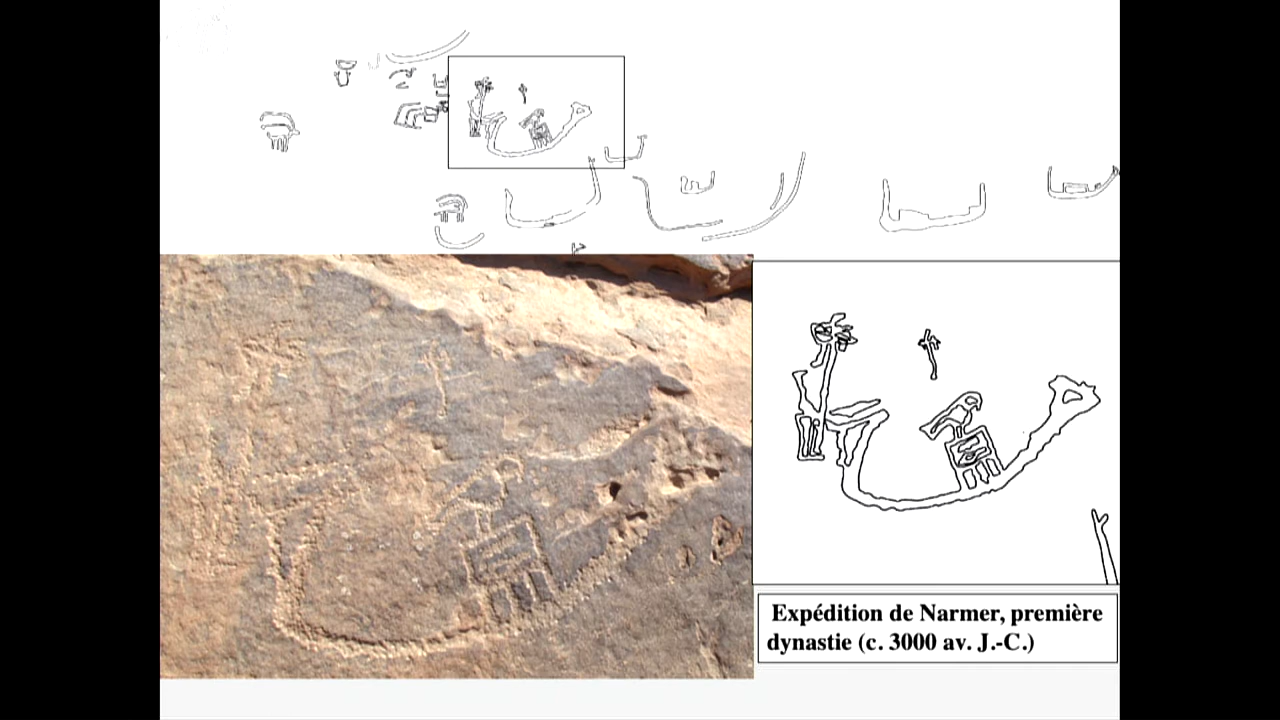 Expédition de Narmer, première
dynastie (c. 3000 av. J.-C.)